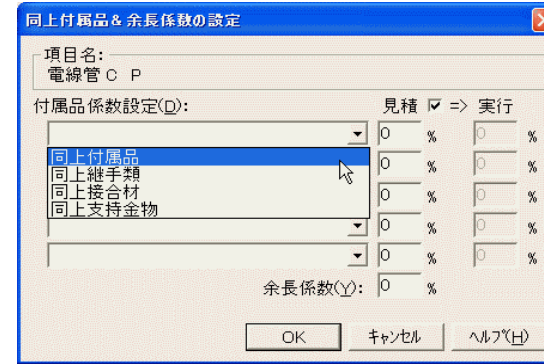 同上付属品＆余長係数の設定
項目名:
電線管ＣＰ
付属品係数設定(D): 見積 => 実行
0 % 0 %
同上付属品 0 % 0 %
同上継手類
同上接合材 0 % 0 %
同上支持金物
0 % 0 %
0 % 0 %
余長係数(Y): 0 %
OK ｷｬﾝｾﾙ ﾍﾙﾌﾟ(H)